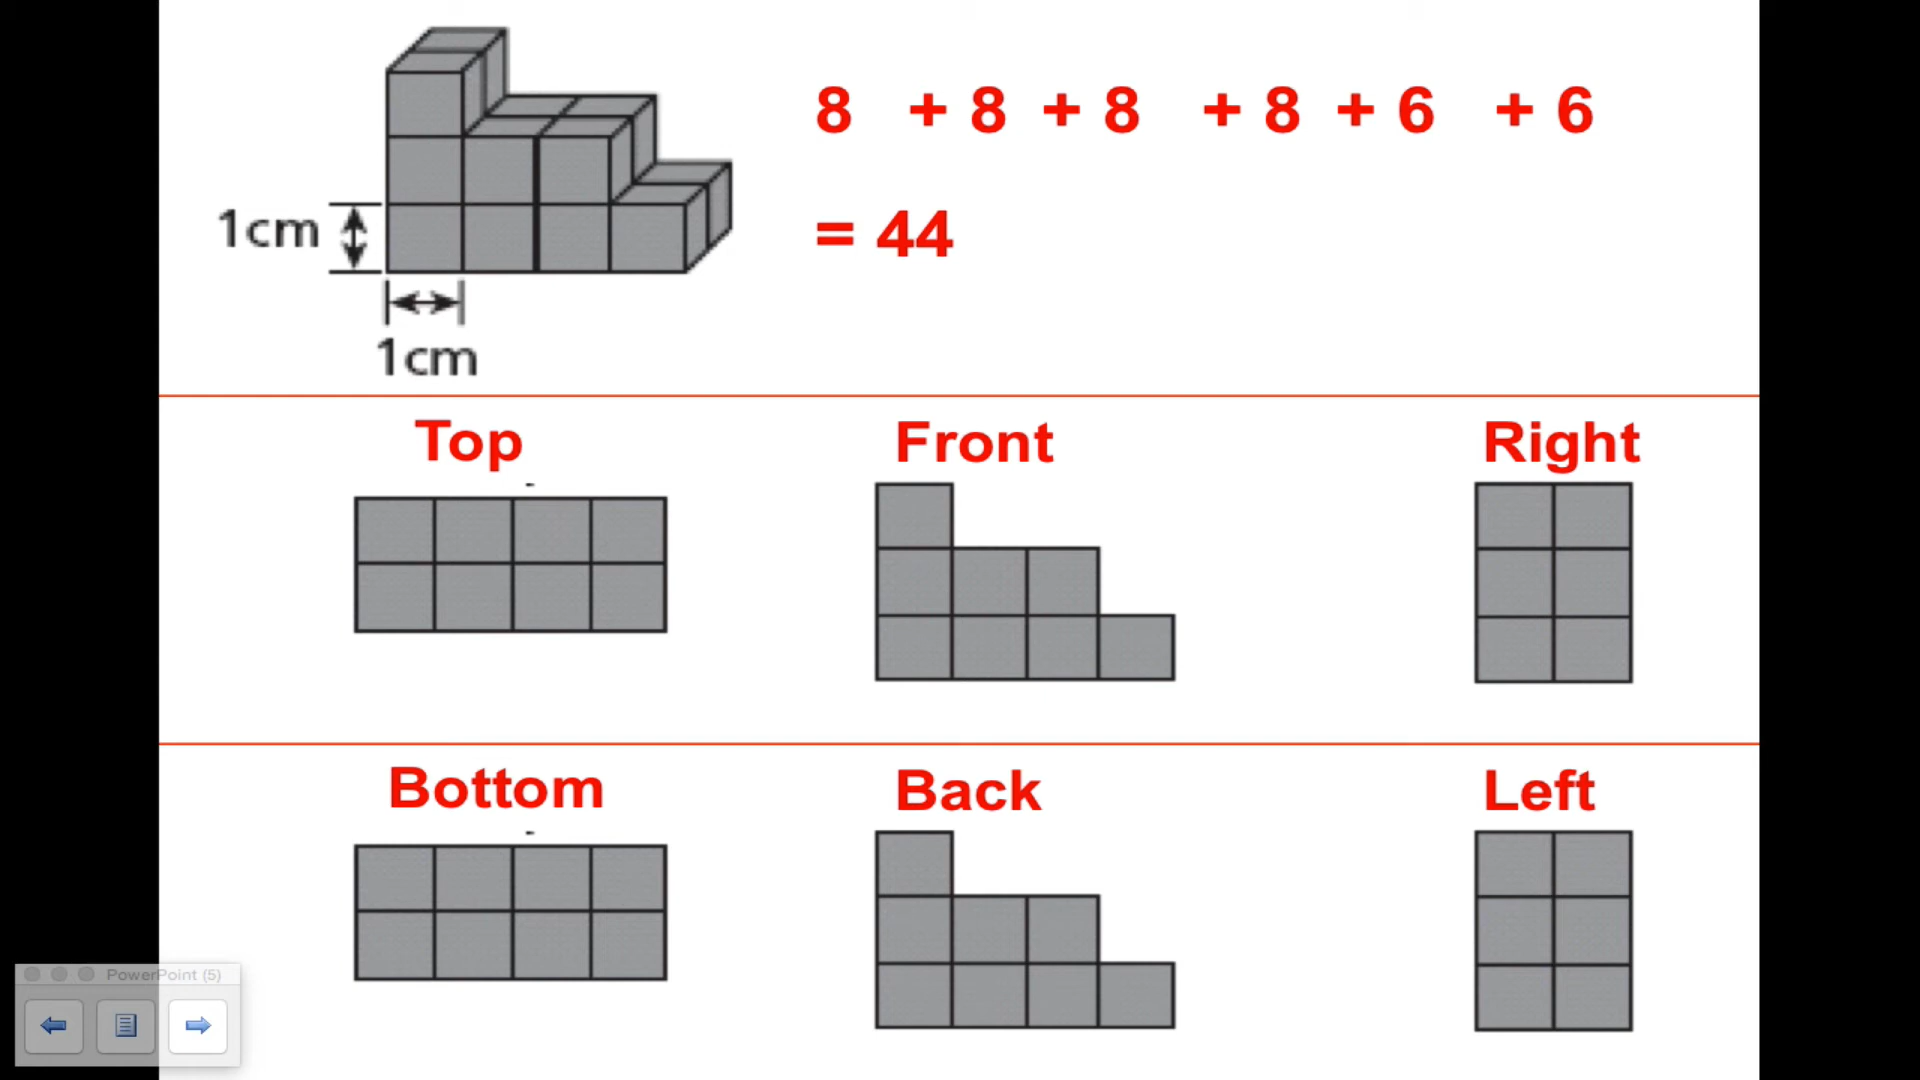 8 + 8 + 8 + 8 + 6 + 6
= 44
1cm
1cm
Top
Front
Right
Bottom
Back
Left
PowerPoint (5)